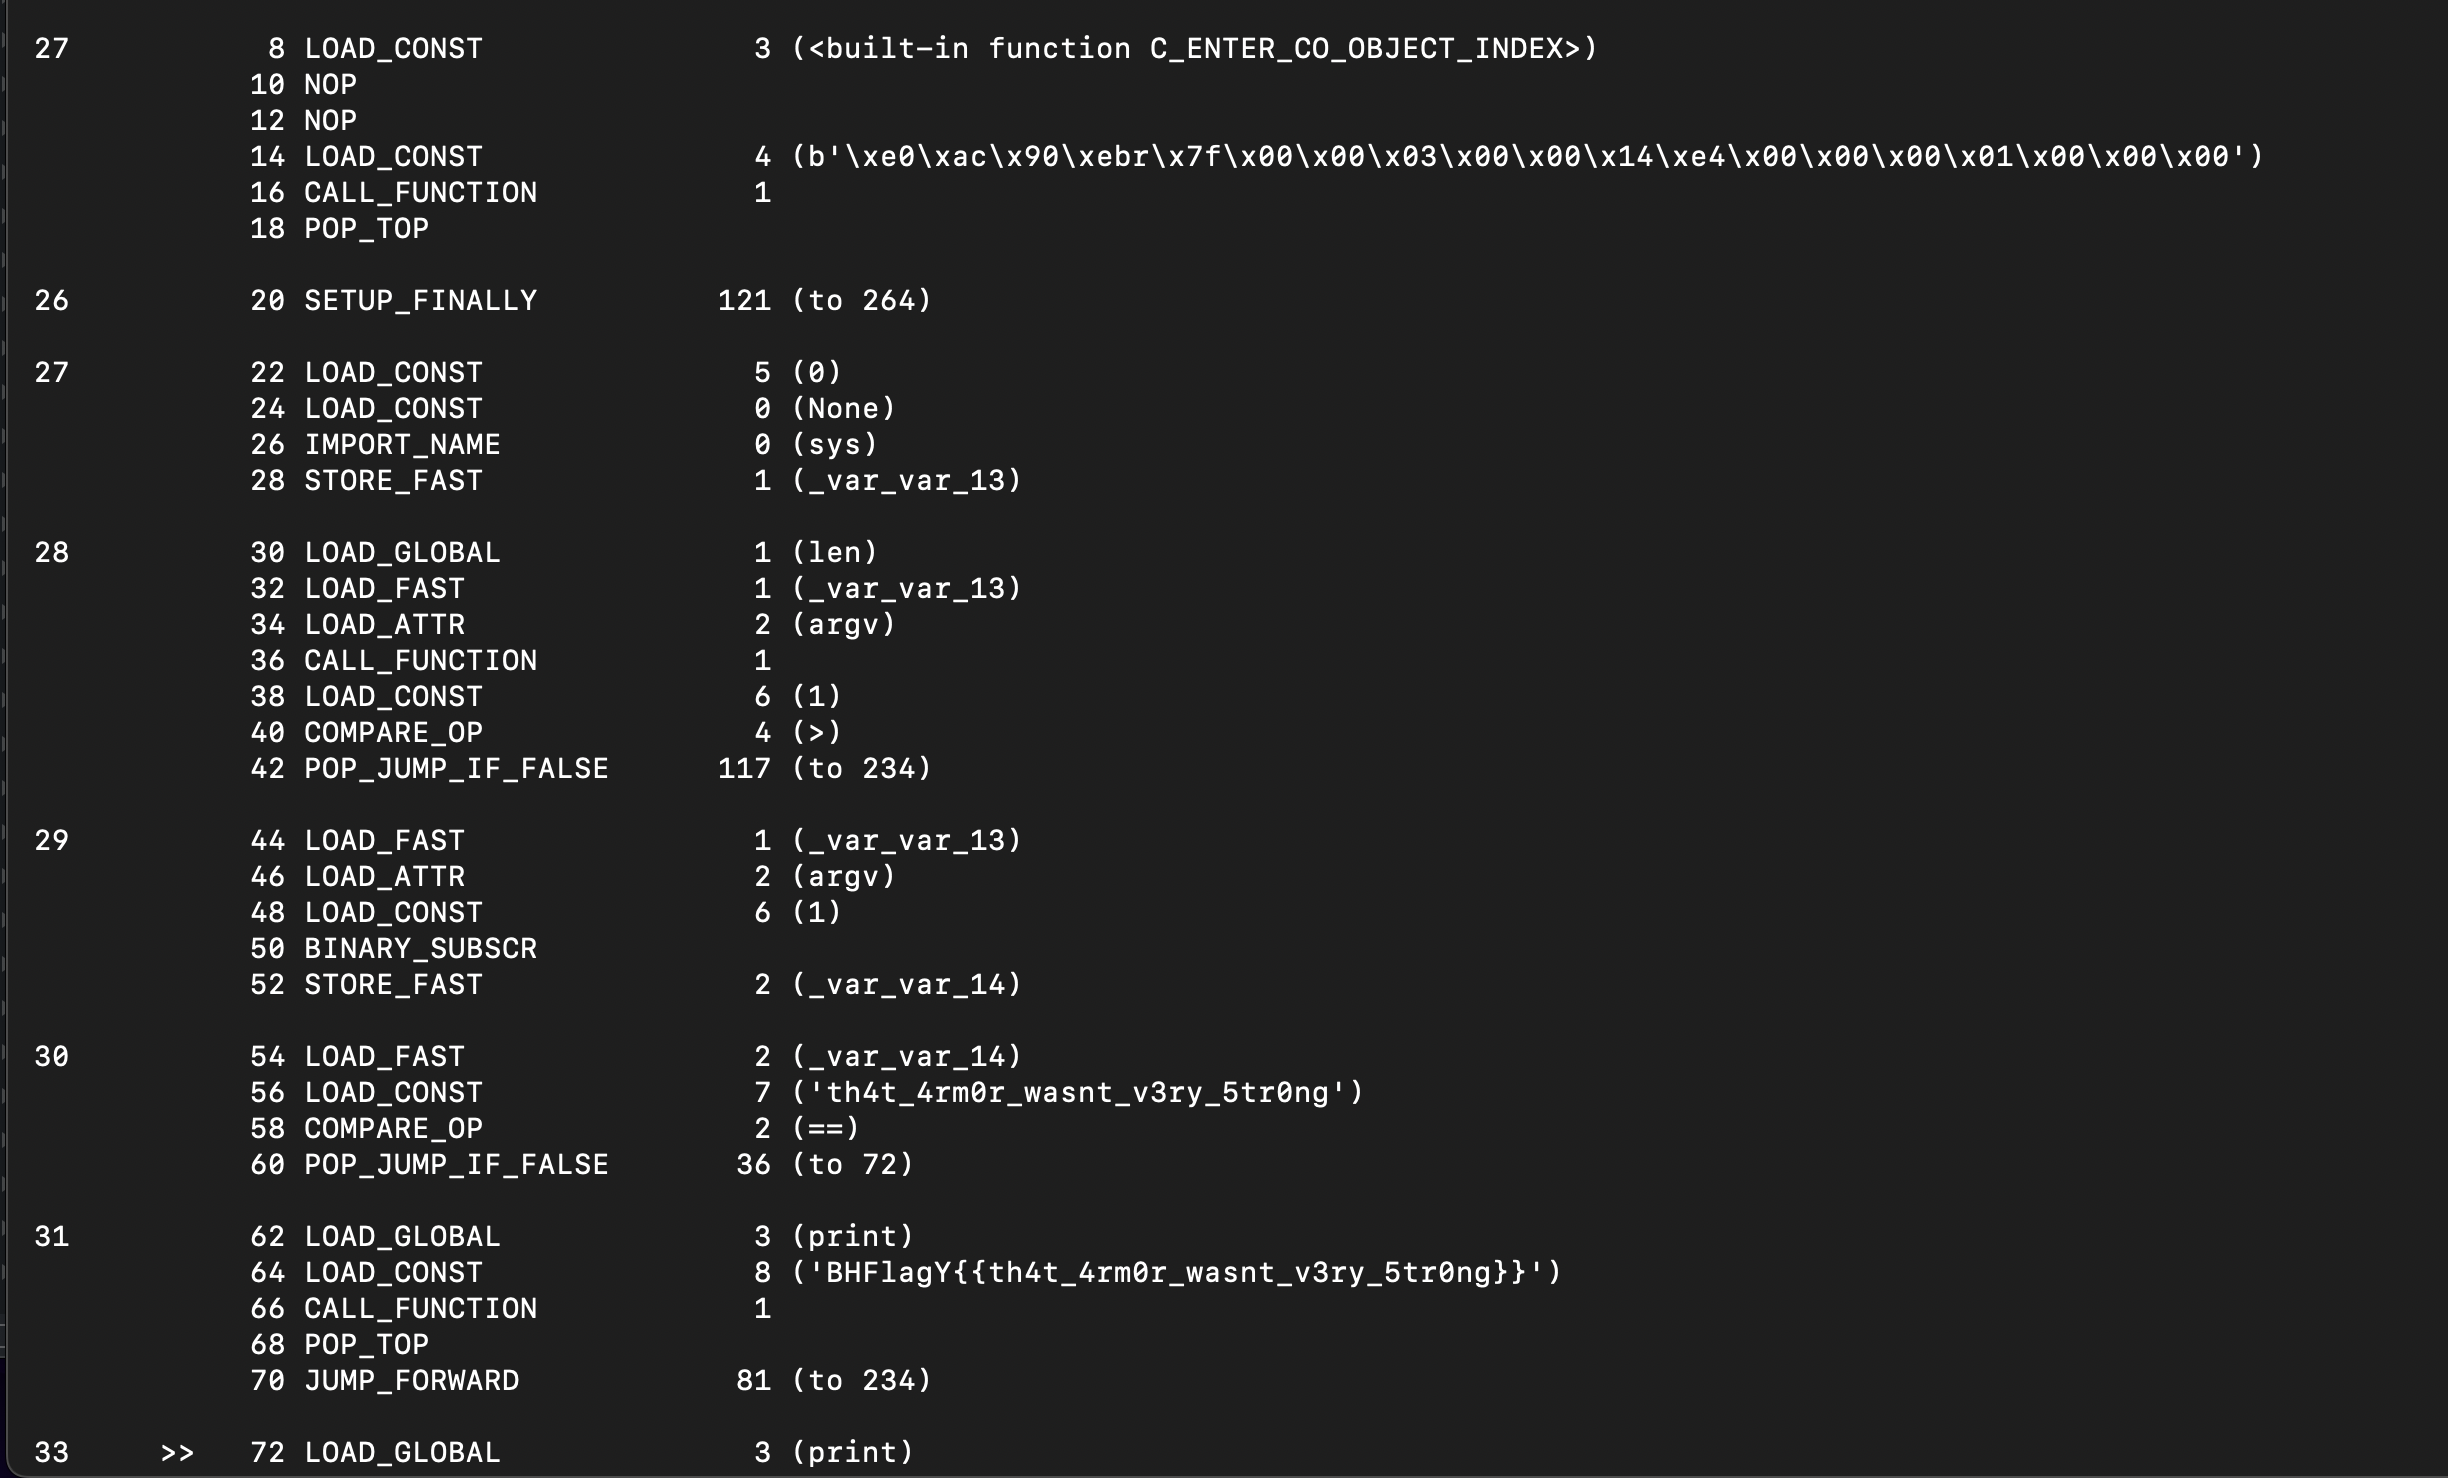 27 8 LOAD_CONST 3 (<built-in function C_ENTER_CO_OBJECT_INDEX>)
10 NOP
12 NOP
14 LOAD_CONST 4 (b'\xe0\xac\x90\xebr\x7f\x00\x00\x03\x00\x00\x14\xe4\x00\x00\x00\x01\x00\x00\x00')
16 CALL_FUNCTION 1
18 POP_TOP
26 20 SETUP_FINALLY 121 (to 264)
27 22 LOAD_CONST 5 (0)
24 LOAD_CONST 0 (None)
26 IMPORT_NAME 0 (sys)
28 STORE_FAST 1 (_var_var_13)
28 30 LOAD_GLOBAL 1 (len)
32 LOAD_FAST 1 (_var_var_13)
34 LOAD_ATTR 2 (argv)
36 CALL_FUNCTION 1
38 LOAD_CONST 6 (1)
40 COMPARE_OP 4 (>)
42 POP_JUMP_IF_FALSE 117 (to 234)
29 44 LOAD_FAST 1 (_var_var_13)
46 LOAD_ATTR 2 (argv)
48 LOAD_CONST 6 (1)
50 BINARY_SUBSCR
52 STORE_FAST 2 (_var_var_14)
30 54 LOAD_FAST 2 (_var_var_14)
56 LOAD_CONST 7 ('th4t_4rm0r_wasnt_v3ry_5tr0ng')
58 COMPARE_OP 2 (==)
60 POP_JUMP_IF_FALSE 36 (to 72)
31 62 LOAD_GLOBAL 3 (print)
64 LOAD_CONST 8 ('BHFlagY{{th4t_4rm0r_wasnt_v3ry_5tr0ng}}')
66 CALL_FUNCTION 1
68 POP_TOP
70 JUMP_FORWARD 81 (to 234)
33 >> 72 LOAD_GLOBAL 3 (print)